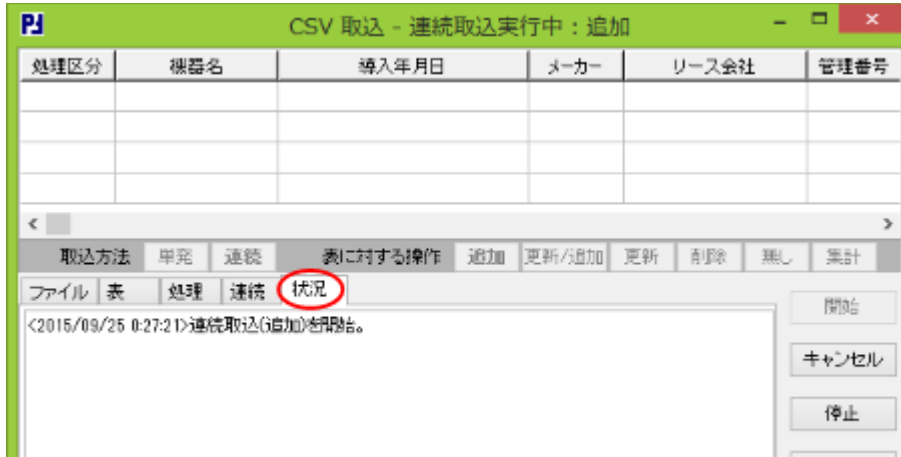 PJ CSV 取込 - 連続取込実行中：追加
処理区分 機器名 導入年月日 メーカー リース会社 管理番号
取込方法 単発 連続 表に対する操作 追加 更新/追加 更新 削除 無し 集計
ファイル 表 処理 連続 状況
開始
<2015/09/25 0:27:21>連続取込(追加)を開始。
キャンセル
停止